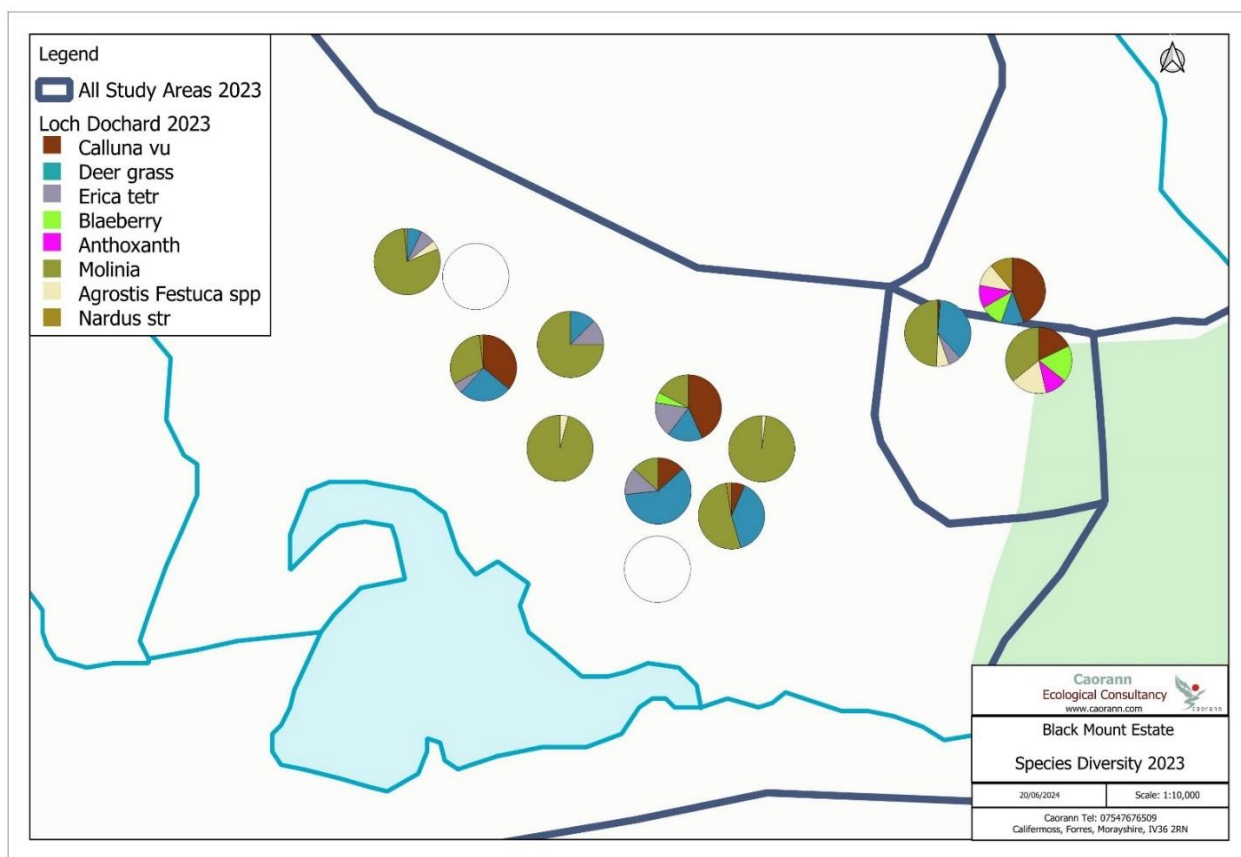 Legend
All Study Areas 2023
Loch Dochard 2023
Calluna vu
Deer grass
Erica tetr
Blaeberry
Anthoxanth
Molinia
Agrostis Festuca spp
Nardus str
Caorann
Ecological Consultancy
www.caorann.com
caorann
Black Mount Estate
Species Diversity 2023
20/06/2024
Scale: 1:10,000
Caorann Tel: 07547676509
Califermoss, Forres, Morayshire, IV36 2RN